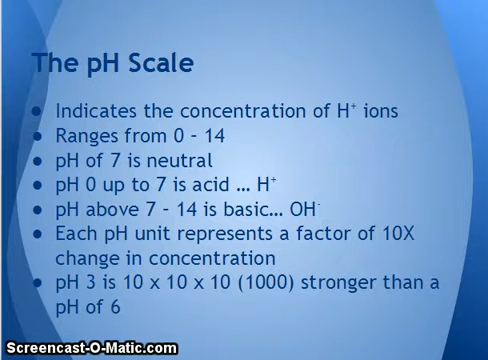 The pH Scale
● Indicates the concentration of H⁺ ions
● Ranges from 0 – 14
● pH of 7 is neutral
● pH 0 up to 7 is acid … H⁺
● pH above 7 – 14 is basic… OH⁻
● Each pH unit represents a factor of 10X
change in concentration
● pH 3 is 10 x 10 x 10 (1000) stronger than a
pH of 6
Screencast-O-Matic.com